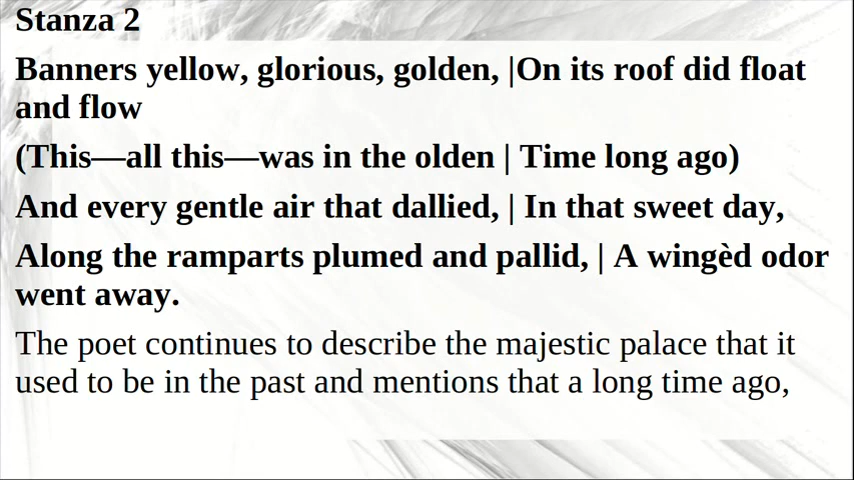 Stanza 2
Banners yellow, glorious, golden, |On its roof did float
and flow
(This—all this—was in the olden | Time long ago)
And every gentle air that dallied, | In that sweet day,
Along the ramparts plumed and pallid, | A wingèd odor
went away.
The poet continues to describe the majestic palace that it
used to be in the past and mentions that a long time ago,